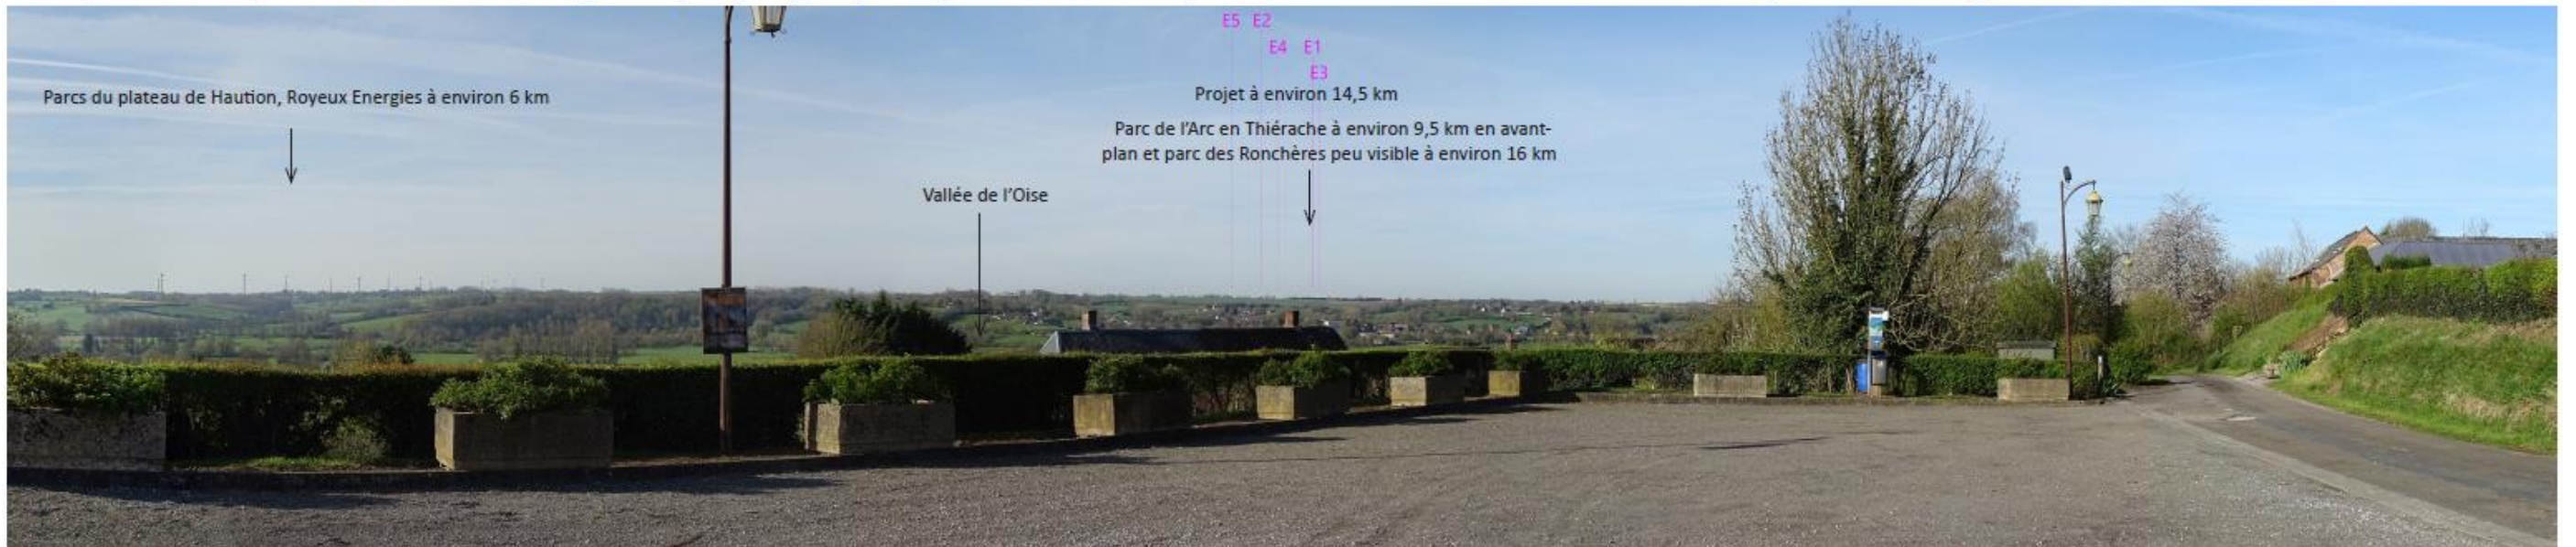 E5 E2
E4 E1
E3
Parcs du plateau de Haution, Royeux Energies à environ 6 km
Projet à environ 14,5 km
Parc de l'Arc en Thiérache à environ 9,5 km en avant-
plan et parc des Ronchères peu visible à environ 16 km
Vallée de l'Oise